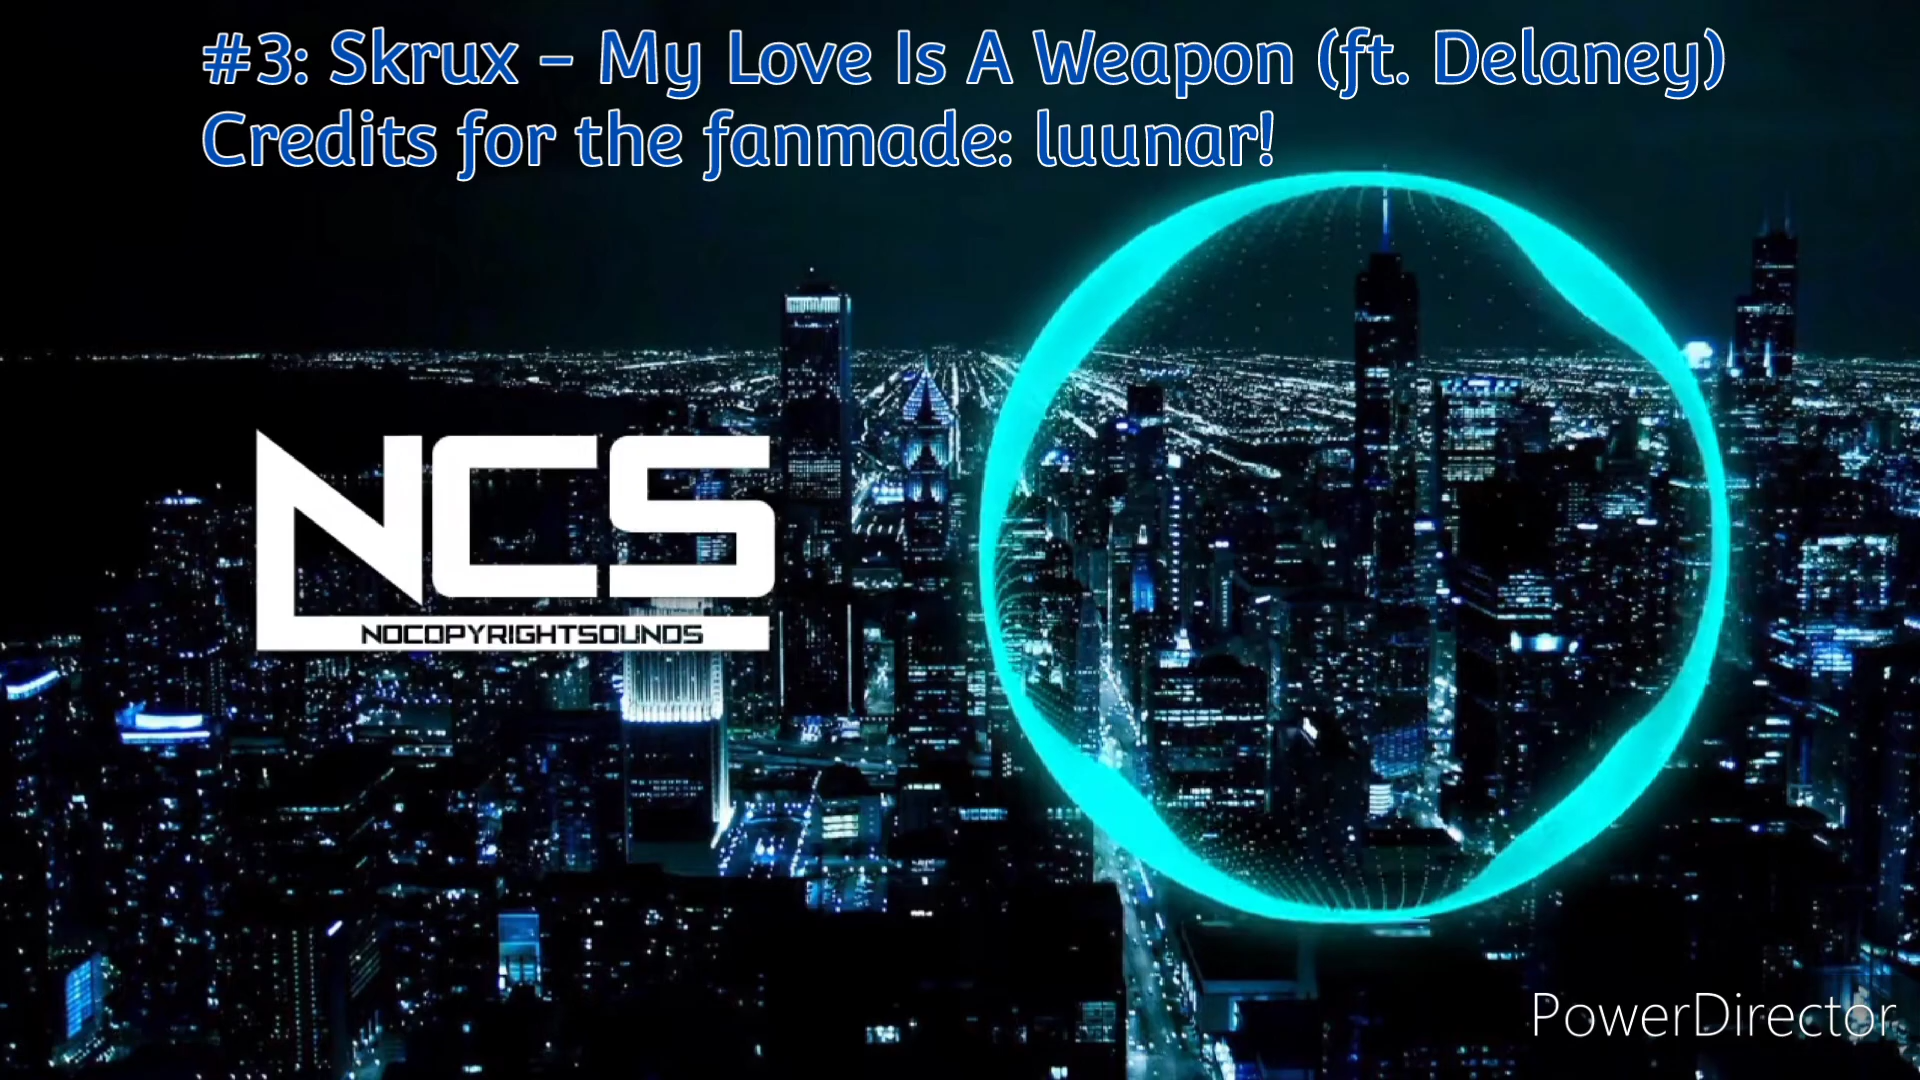 #3: Skrux - My Love Is A Weapon (ft. Delaney)
Credits for the fanmade: luunar!
NCS
NOCOPYRIGHTSOUNDS
PowerDirector